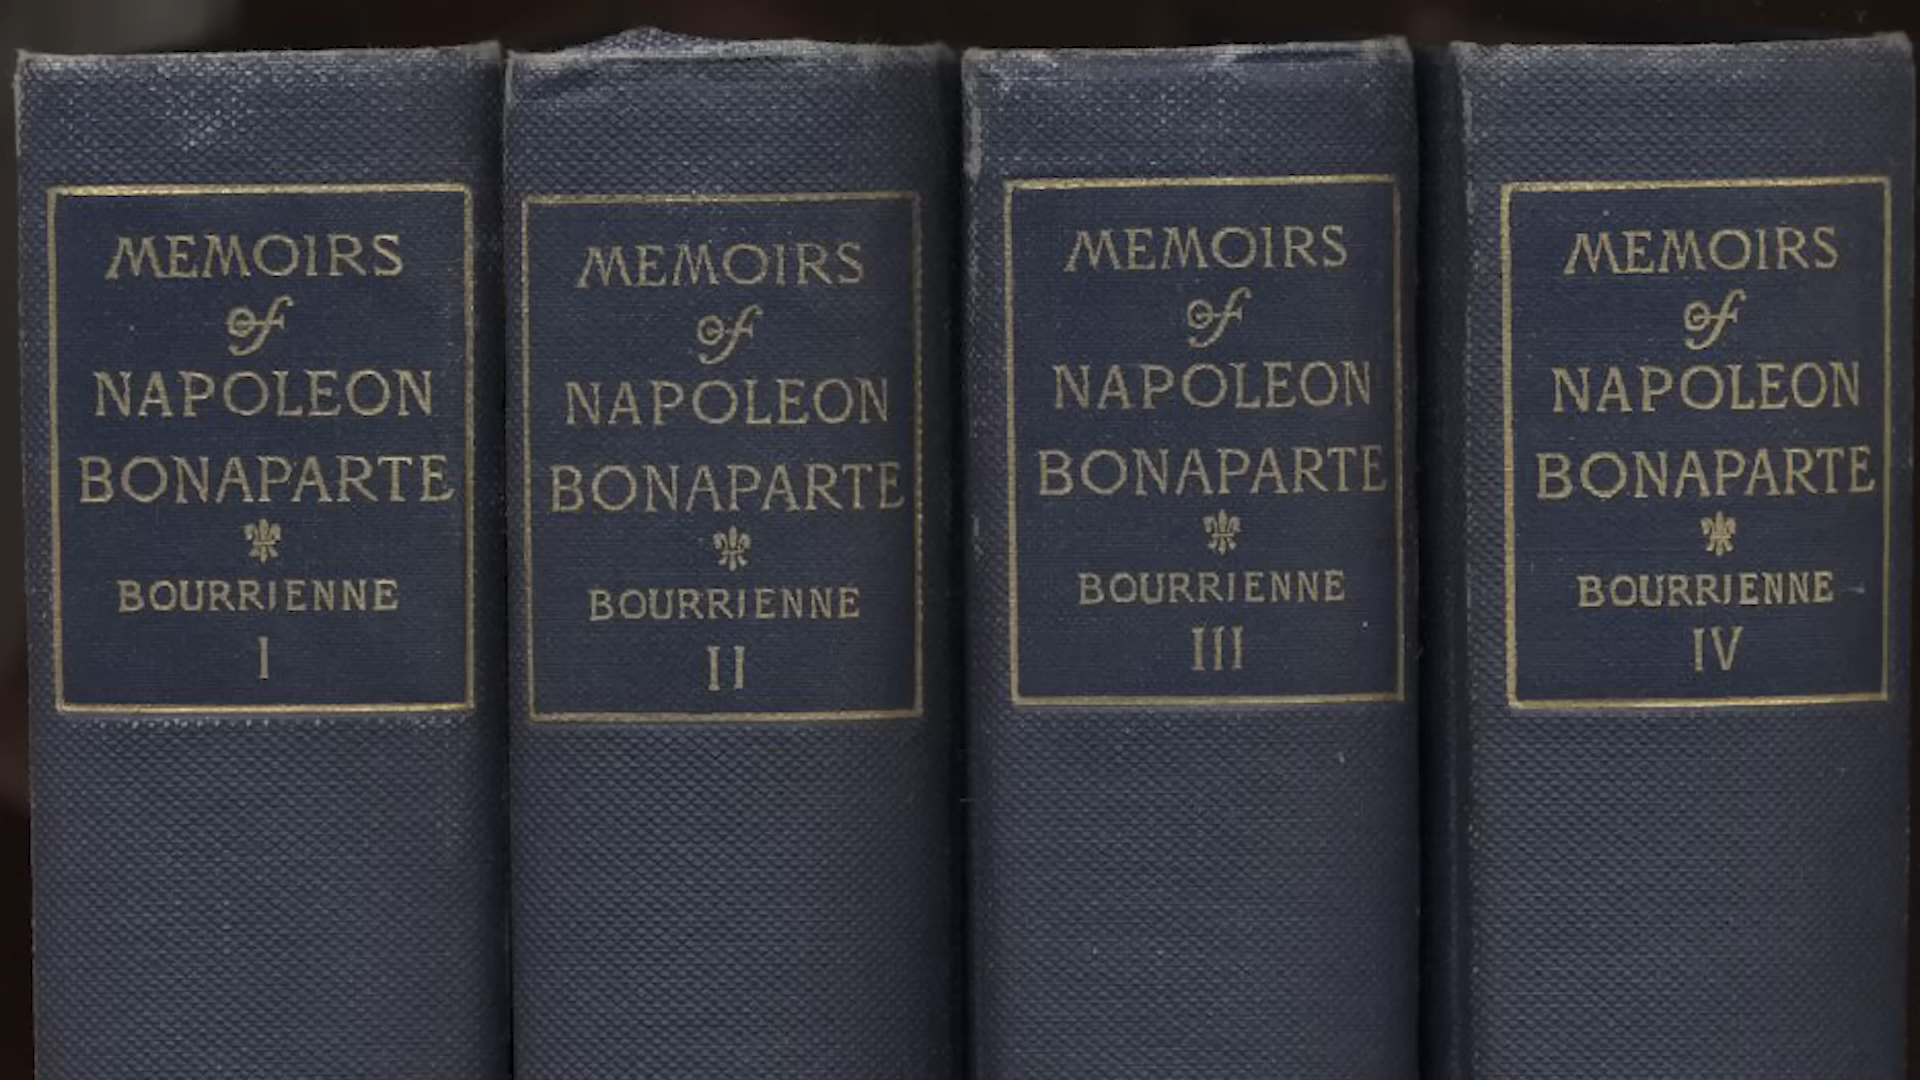 MEMOIRS
of
NAPOLEON
BONAPARTE
BOURRIENNE
I
MEMOIRS
of
NAPOLEON
BONAPARTE
BOURRIENNE
II
MEMOIRS
of
NAPOLEON
BONAPARTE
BOURRIENNE
III
MEMOIRS
of
NAPOLEON
BONAPARTE
BOURRIENNE
IV